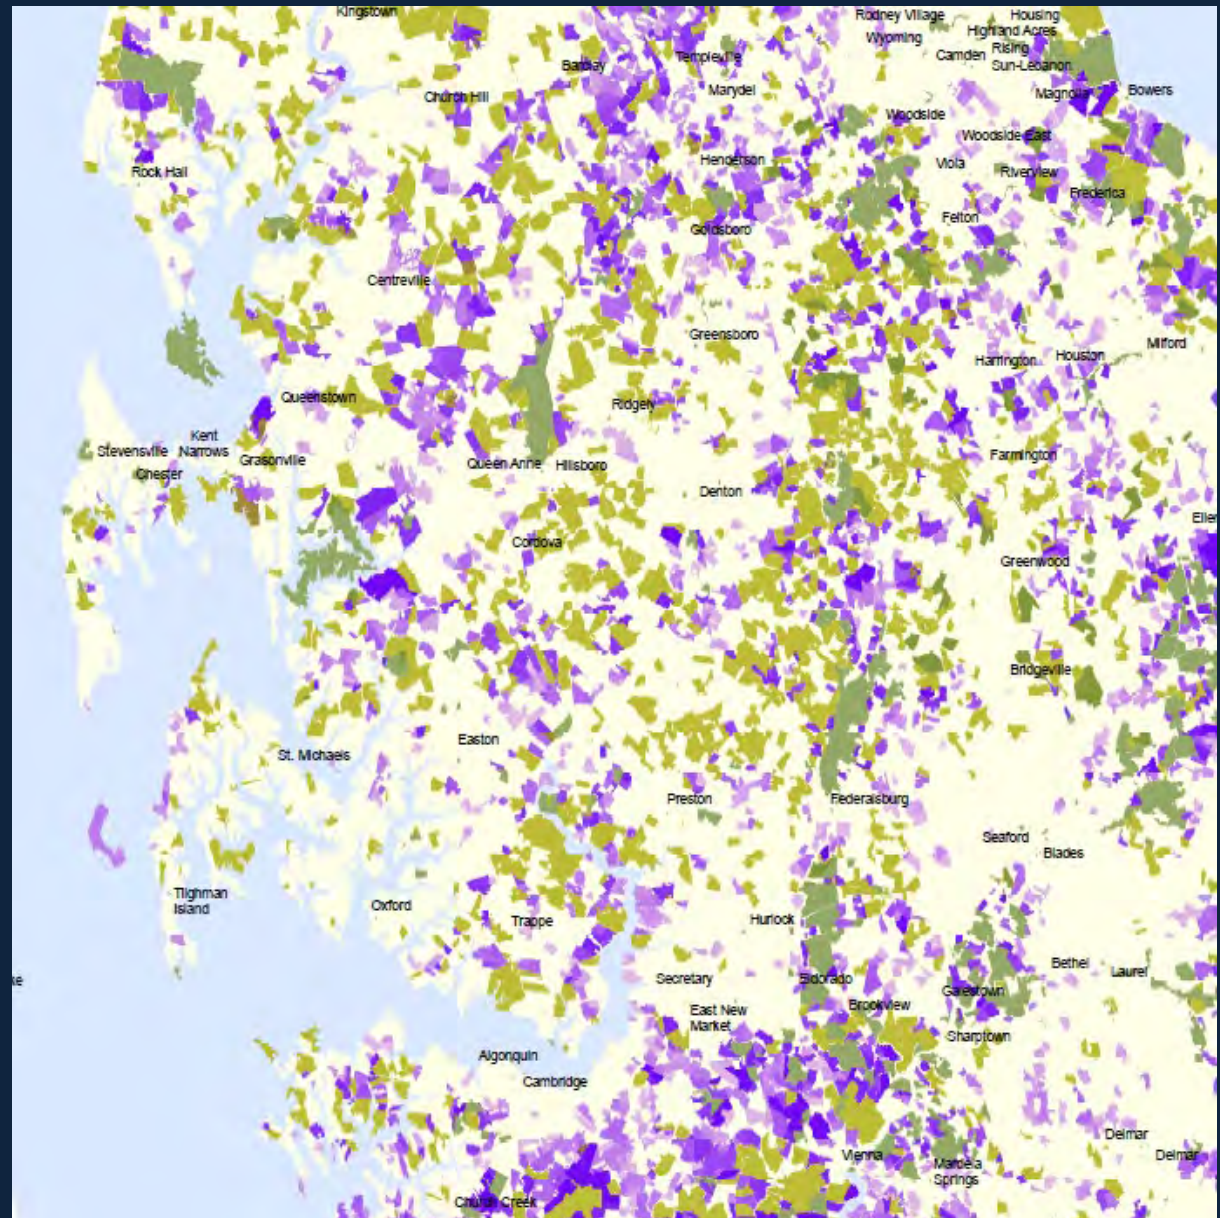 Kingstown
Rodney Village
Housing
Highland Acres
Wyoming
Camden
Rising
Sun-Lebanon
Templeville
Barclay
Marydel
Church Hill
Magnolia
Bowers
Woodside
Woodside East
Henderson
Viola
Riverview
Rock Hall
Frederica
Felton
Goldsboro
Centreville
Greensboro
Harrington
Houston
Milford
Queenstown
Ridgely
Kent
Narrows
Stevensville
Grasonville
Chester
Queen Anne
Hillsboro
Farmington
Denton
Cordova
Greenwood
Bridgeville
Easton
St. Michaels
Preston
Federalsburg
Seaford
Blades
Tilghman
Island
Oxford
Trappe
Hurlock
Secretary
Eldorado
Bethel
Laurel
Galestown
Brookview
East New
Market
Sharptown
Algonquin
Cambridge
Vienna
Mardela
Springs
Delmar
Delmar
Church Creek